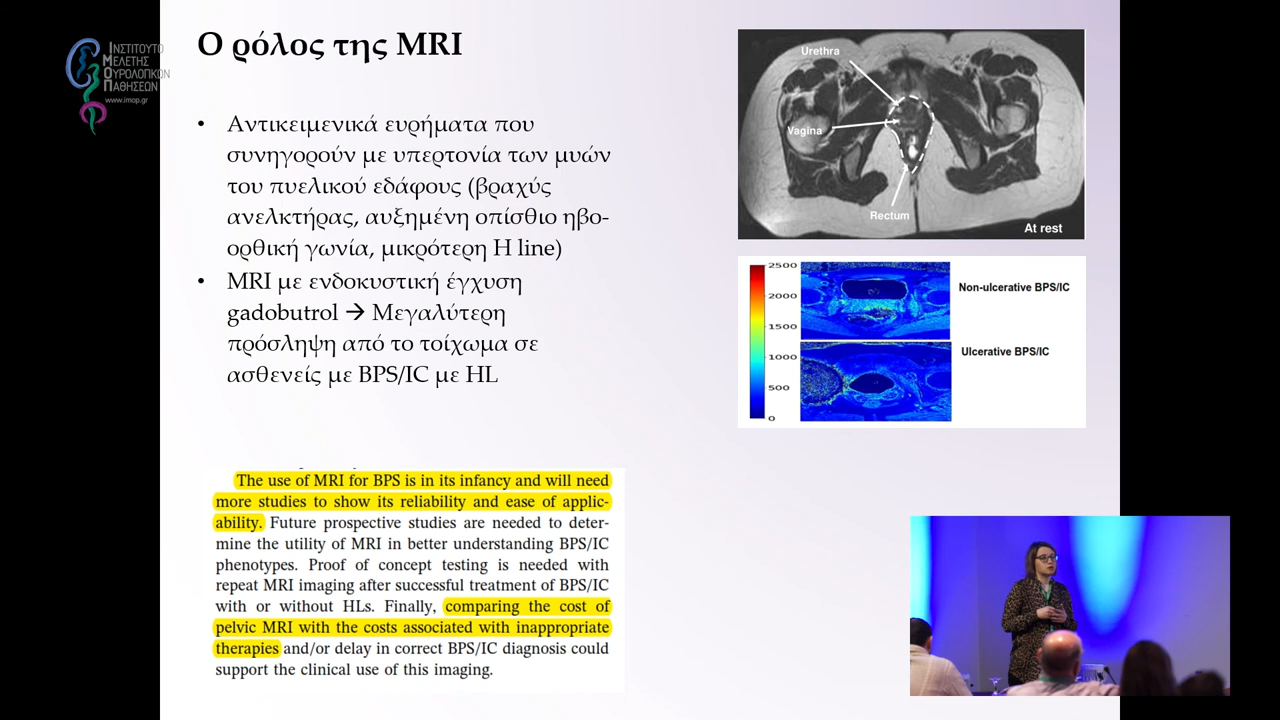 ΙΝΣΤΙΤΟΥΤΟ
ΜΕΛΕΤΗΣ
ΟΥΡΟΛΟΓΙΚΩΝ
ΠΑΘΗΣΕΩΝ
www.imop.gr
Ο ρόλος της MRI
• Αντικειμενικά ευρήματα που
συνηγορούν με υπερτονία των μυών
του πυελικού εδάφους (βραχύς
ανελκτήρας, αυξημένη οπίσθιο ηβο-
ορθική γωνία, μικρότερη H line)
• MRI με ενδοκυστική έγχυση
gadobutrol → Μεγαλύτερη
πρόσληψη από το τοίχωμα σε
ασθενείς με BPS/IC με HL
The use of MRI for BPS is in its infancy and will need
more studies to show its reliability and ease of applic-
ability. Future prospective studies are needed to deter-
mine the utility of MRI in better understanding BPS/IC
phenotypes. Proof of concept testing is needed with
repeat MRI imaging after successful treatment of BPS/IC
with or without HLs. Finally, comparing the cost of
pelvic MRI with the costs associated with inappropriate
therapies and/or delay in correct BPS/IC diagnosis could
support the clinical use of this imaging.
Urethra
Vagina
Rectum
At rest
2500
2000
1500
1000
500
0
Non-ulcerative BPS/IC
Ulcerative BPS/IC